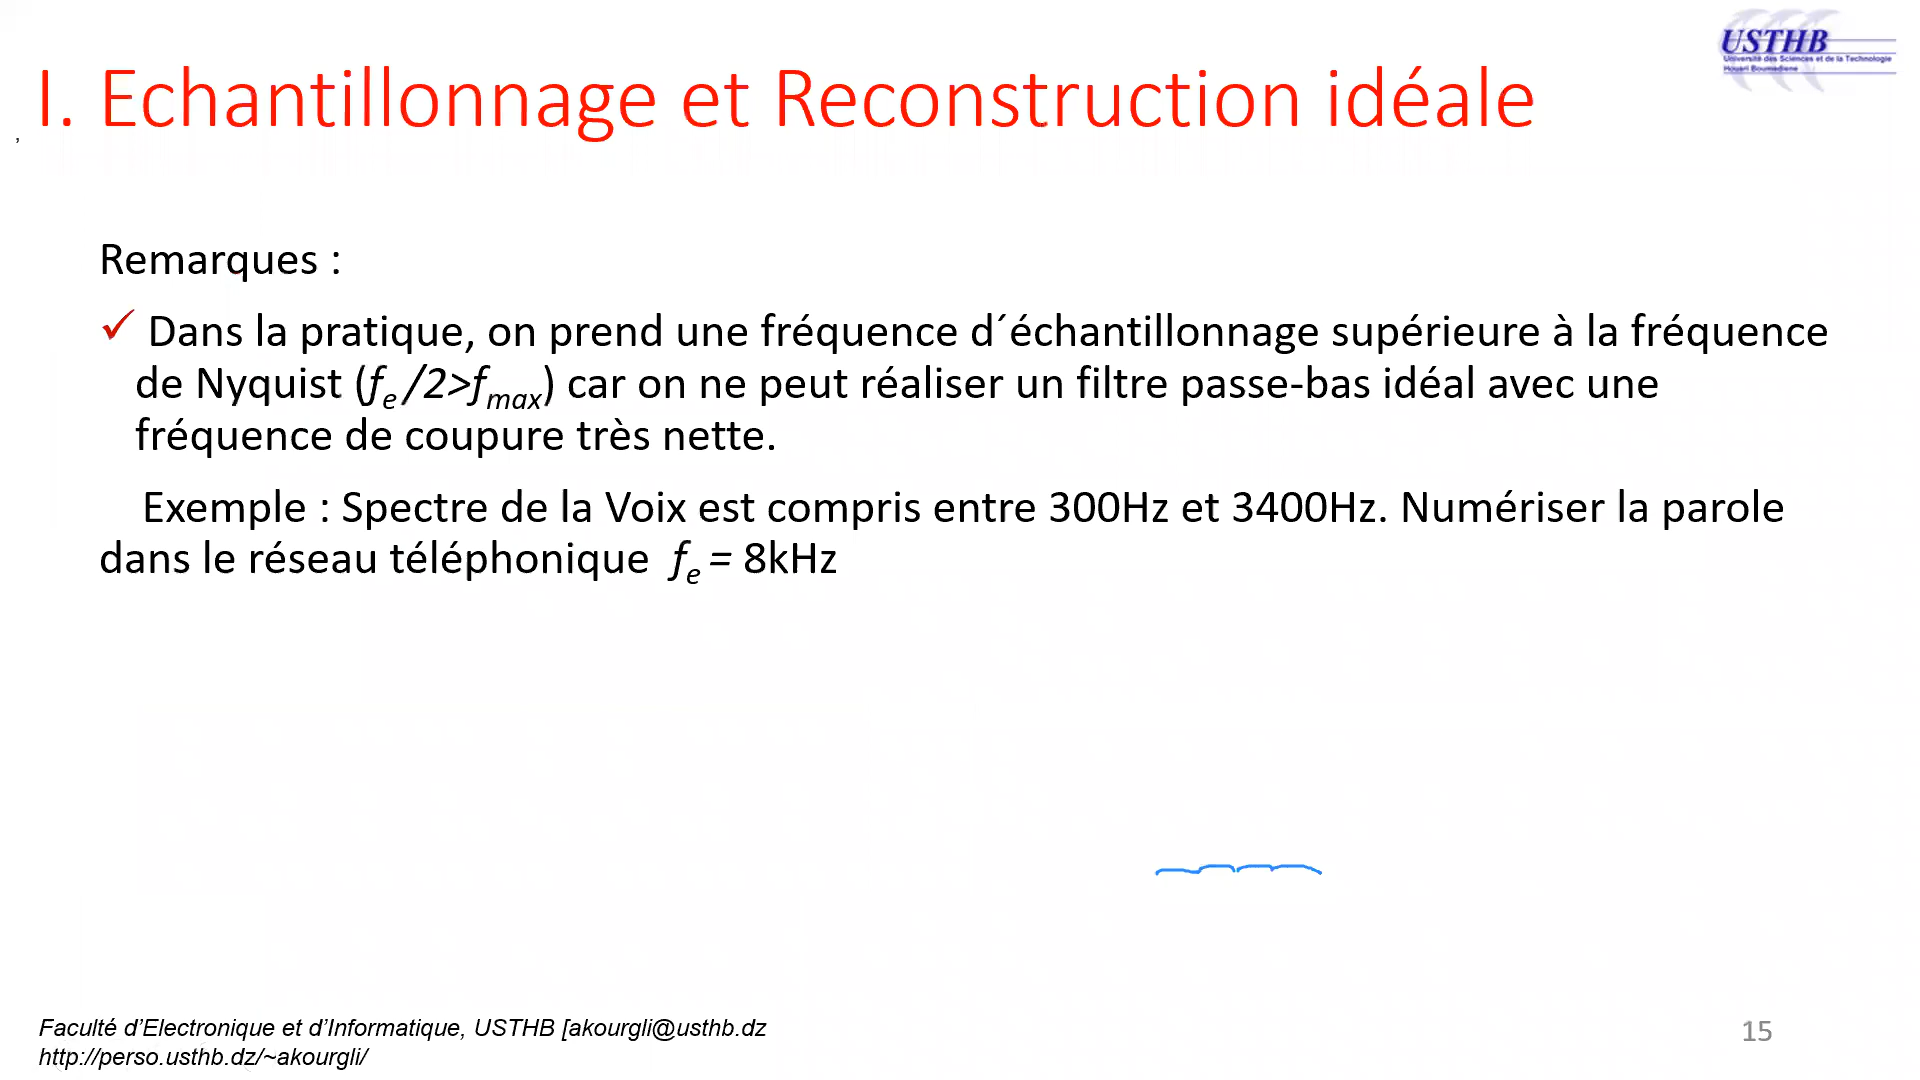 USTHB
Université des Sciences et de la Technologie
Houari Boumediene
I. Echantillonnage et Reconstruction idéale
,
Remarques :
✓ Dans la pratique, on prend une fréquence d´échantillonnage supérieure à la fréquence
de Nyquist (fe /2>fmax) car on ne peut réaliser un filtre passe-bas idéal avec une
fréquence de coupure très nette.
Exemple : Spectre de la Voix est compris entre 300Hz et 3400Hz. Numériser la parole
dans le réseau téléphonique fe = 8kHz
Faculté d’Electronique et d’Informatique, USTHB [akourgli@usthb.dz
http://perso.usthb.dz/~akourgli/
15